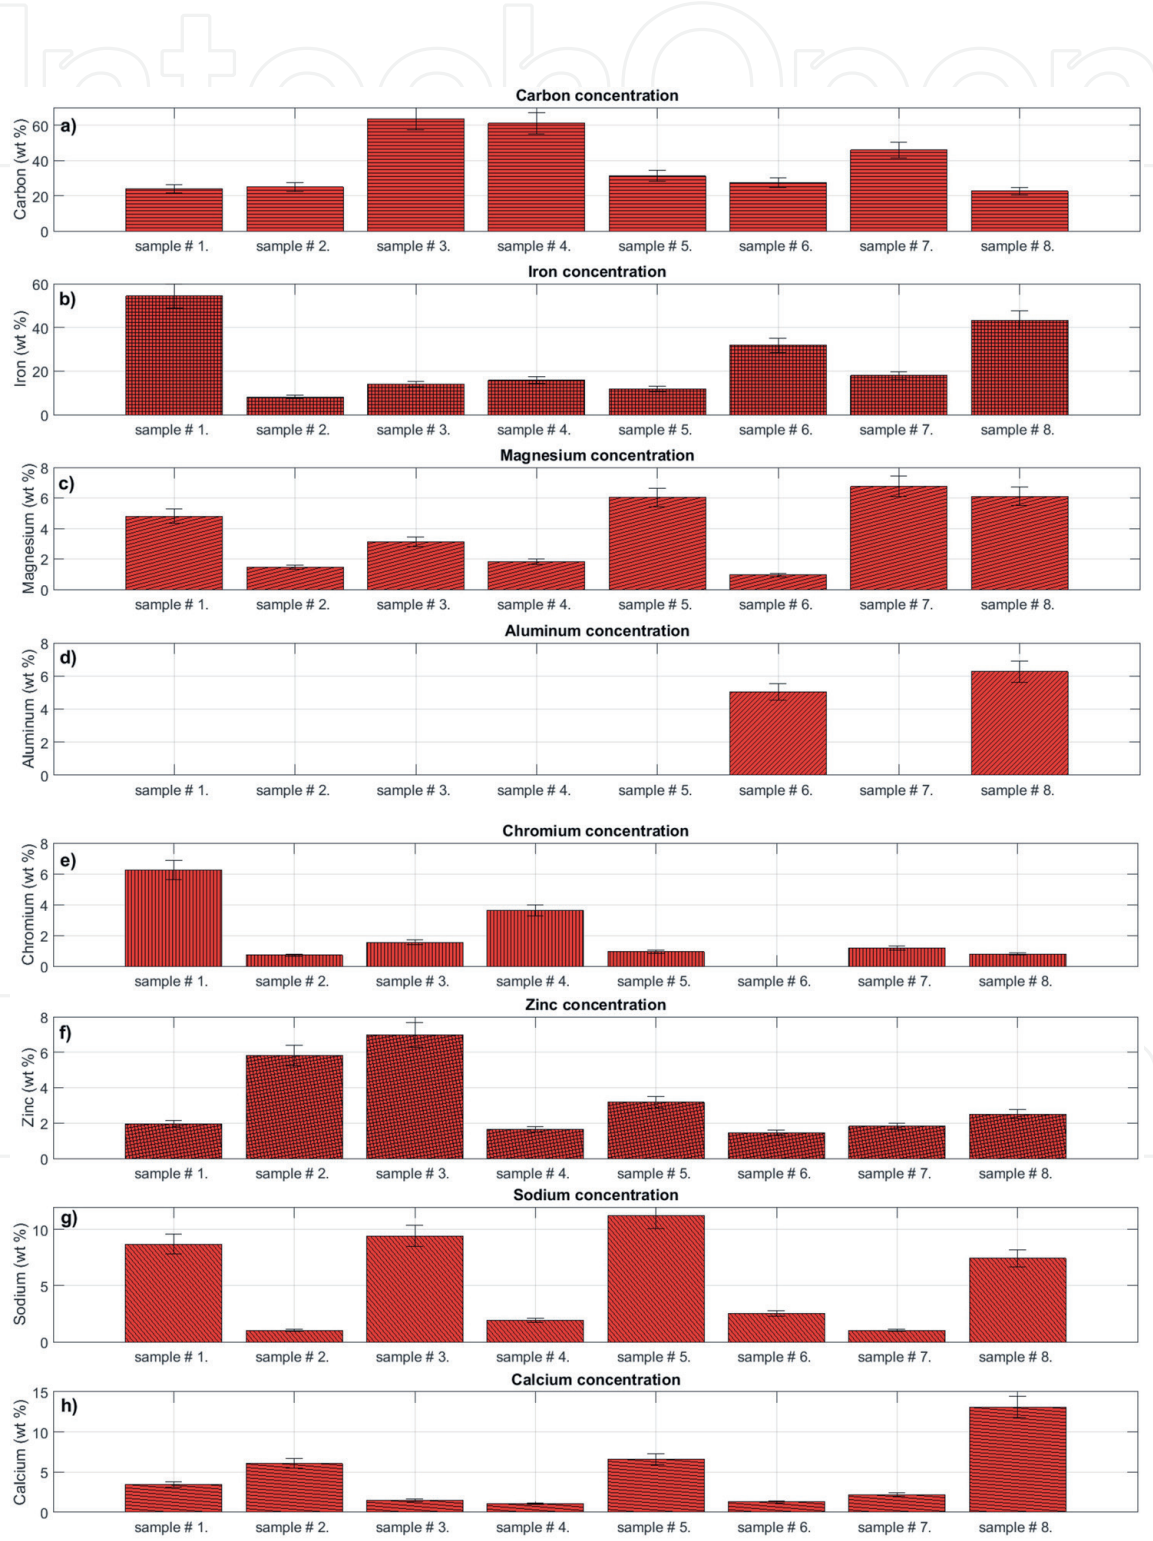 IntechOpen
Carbon concentration
a)
Carbon (wt %)
60
40
20
0
sample # 1. sample # 2. sample # 3. sample # 4. sample # 5. sample # 6. sample # 7. sample # 8.
Iron concentration
b)
Iron (wt %)
60
40
20
0
sample # 1. sample # 2. sample # 3. sample # 4. sample # 5. sample # 6. sample # 7. sample # 8.
Magnesium concentration
c)
Magnesium (wt %)
8
6
4
2
0
sample # 1. sample # 2. sample # 3. sample # 4. sample # 5. sample # 6. sample # 7. sample # 8.
Aluminum concentration
d)
Aluminum (wt %)
8
6
4
2
0
sample # 1. sample # 2. sample # 3. sample # 4. sample # 5. sample # 6. sample # 7. sample # 8.
Chromium concentration
e)
Chromium (wt %)
8
6
4
2
0
sample # 1. sample # 2. sample # 3. sample # 4. sample # 5. sample # 6. sample # 7. sample # 8.
Zinc concentration
f)
Zinc (wt %)
8
6
4
2
0
sample # 1. sample # 2. sample # 3. sample # 4. sample # 5. sample # 6. sample # 7. sample # 8.
Sodium concentration
g)
Sodium (wt %)
10
5
0
sample # 1. sample # 2. sample # 3. sample # 4. sample # 5. sample # 6. sample # 7. sample # 8.
Calcium concentration
h)
Calcium (wt %)
15
10
5
0
sample # 1. sample # 2. sample # 3. sample # 4. sample # 5. sample # 6. sample # 7. sample # 8.